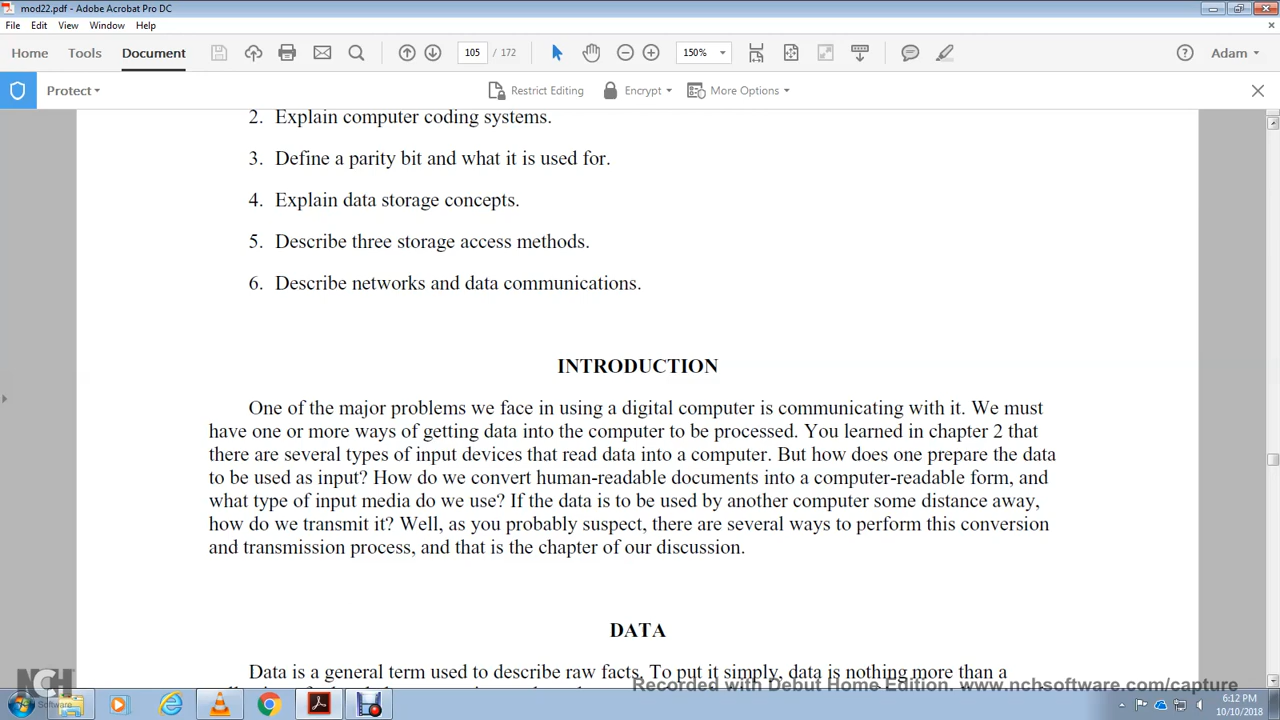 mod22.pdf - Adobe Acrobat Pro DC
File Edit View Window Help
Home Tools Document 105 / 172 150% Adam
Protect Restrict Editing Encrypt More Options
2. Explain computer coding systems.
3. Define a parity bit and what it is used for.
4. Explain data storage concepts.
5. Describe three storage access methods.
6. Describe networks and data communications.
INTRODUCTION
One of the major problems we face in using a digital computer is communicating with it. We must
have one or more ways of getting data into the computer to be processed. You learned in chapter 2 that
there are several types of input devices that read data into a computer. But how does one prepare the data
to be used as input? How do we convert human-readable documents into a computer-readable form, and
what type of input media do we use? If the data is to be used by another computer some distance away,
how do we transmit it? Well, as you probably suspect, there are several ways to perform this conversion
and transmission process, and that is the chapter of our discussion.
DATA
Data is a general term used to describe raw facts. To put it simply, data is nothing more than a
Recorded with Debut Home Edition. www.nchsoftware.com/capture
NCH
NCH Software
6:12 PM
10/10/2018